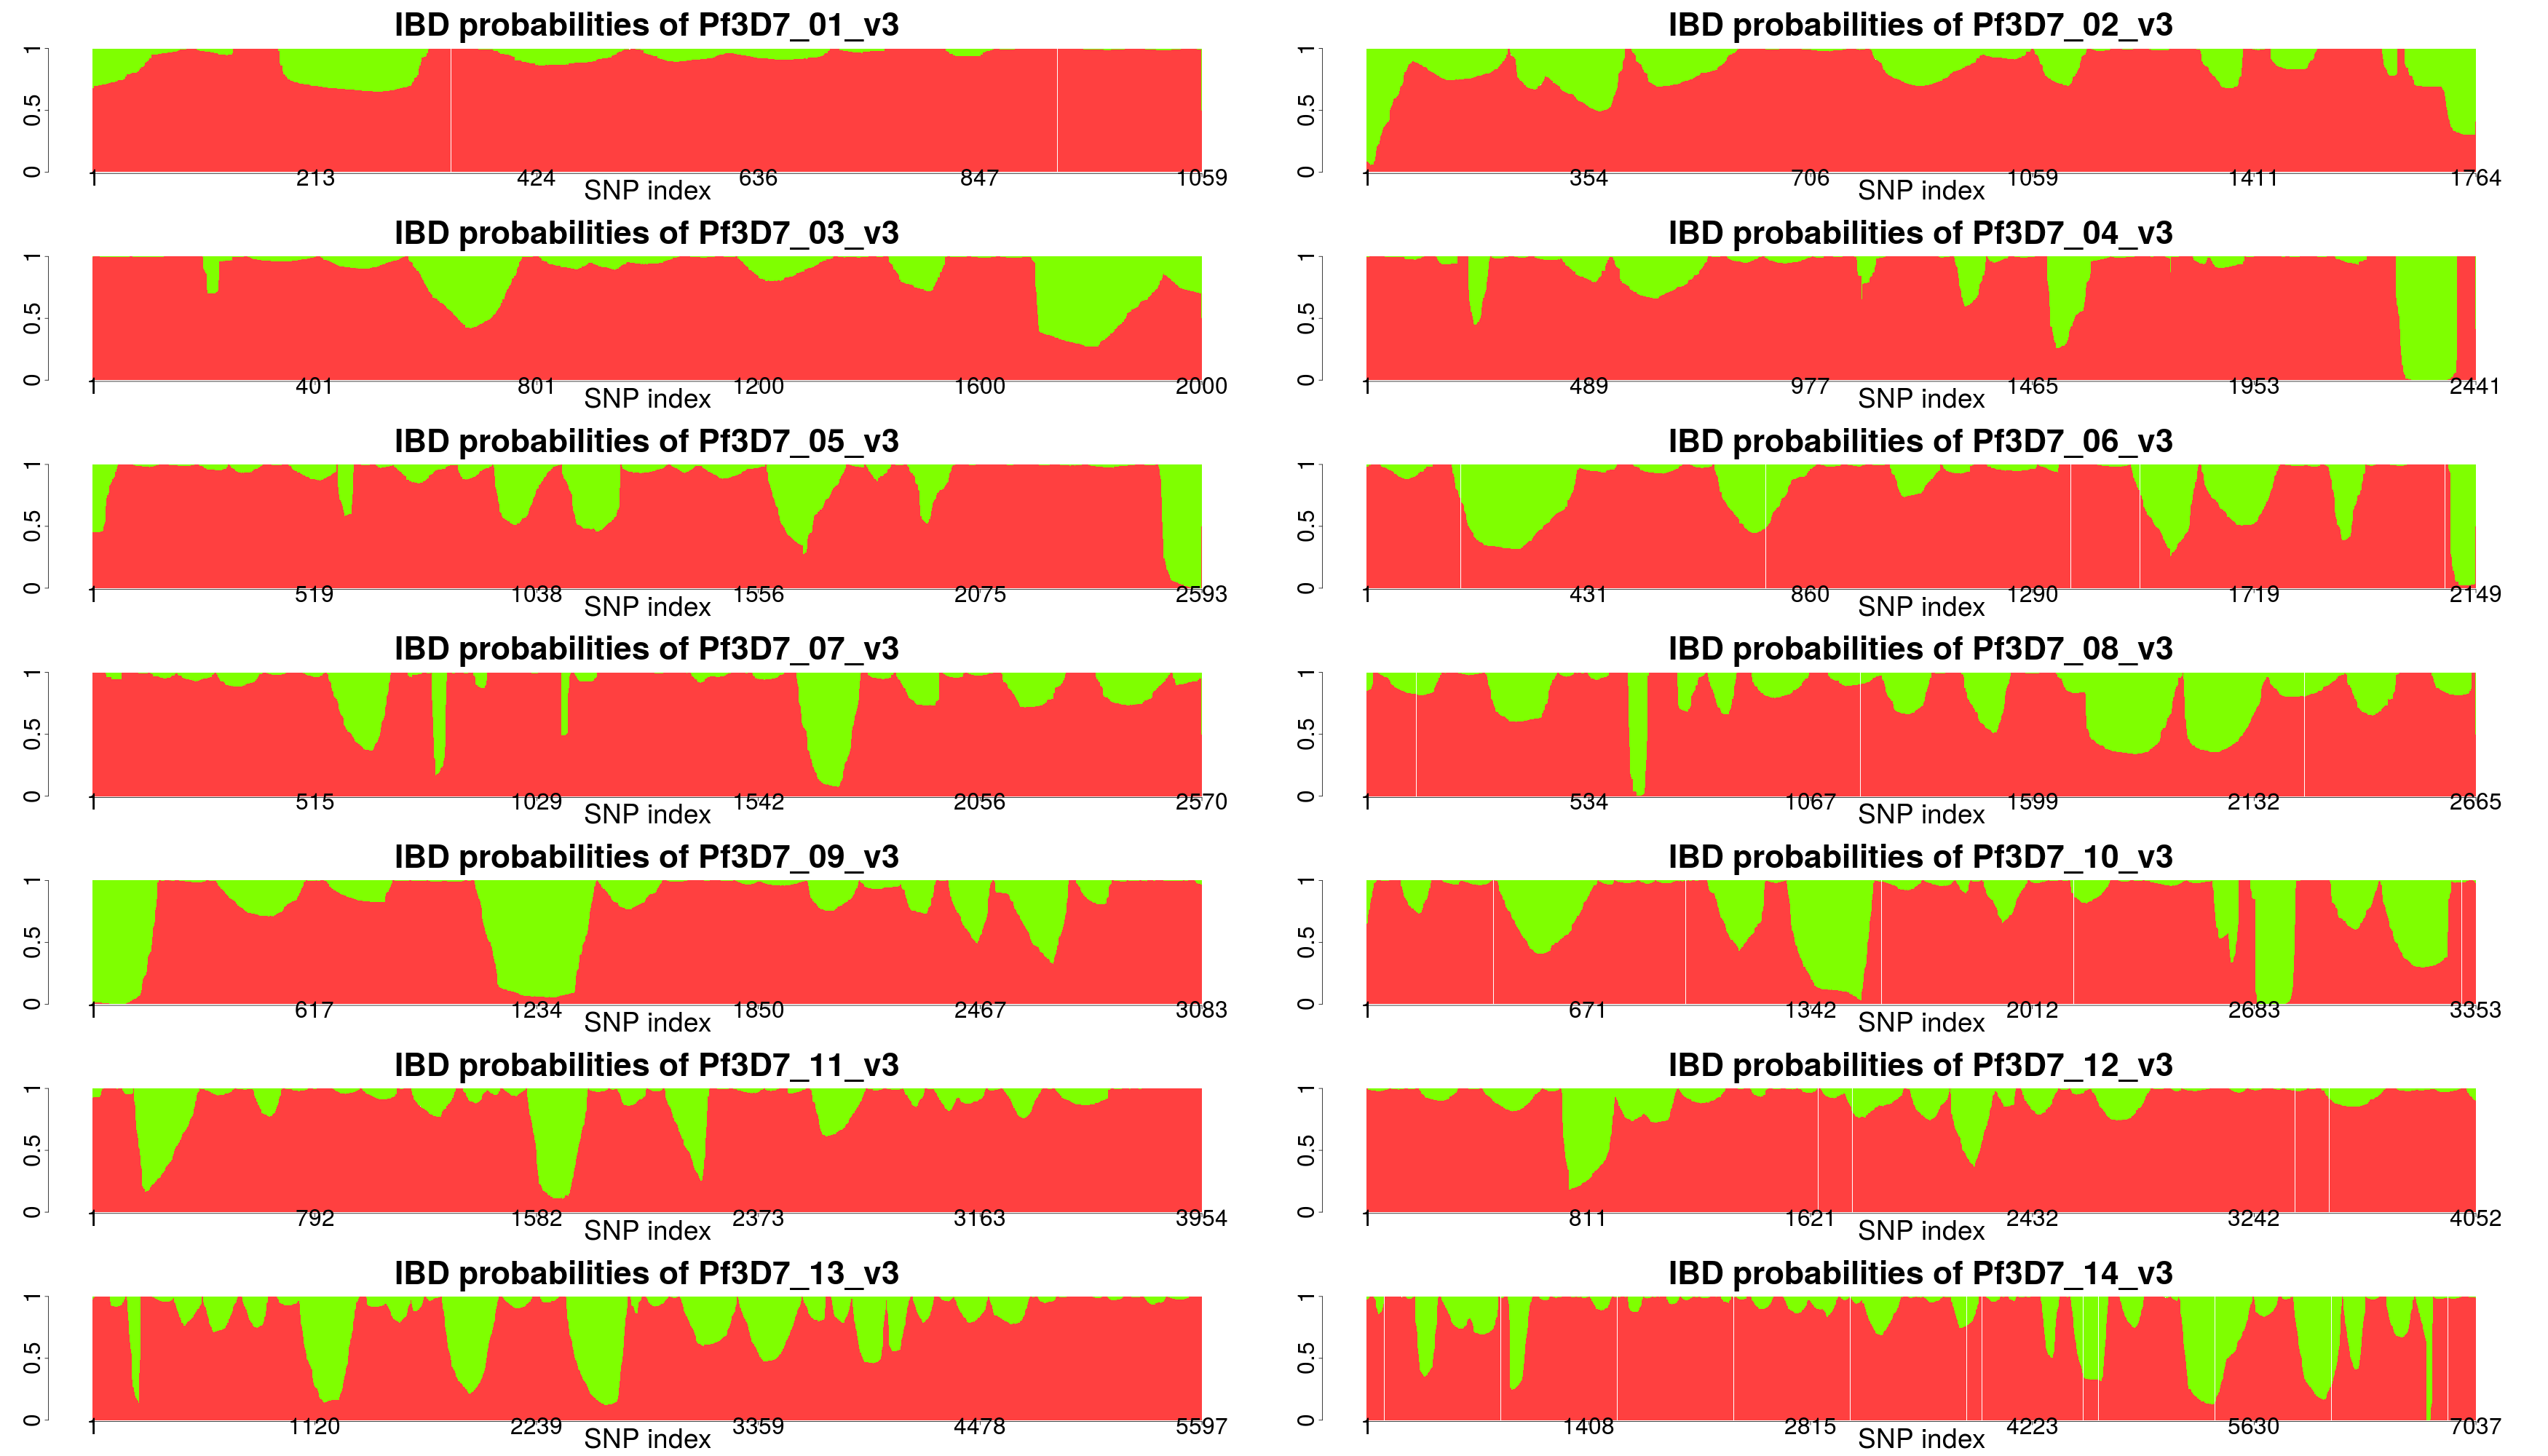 IBD probabilities of Pf3D7_01_v3
0 0.5 1
1 213 424 636 847 1059
SNP index
IBD probabilities of Pf3D7_02_v3
0 0.5 1
1 354 706 1059 1411 1764
SNP index
IBD probabilities of Pf3D7_03_v3
0 0.5 1
1 401 801 1200 1600 2000
SNP index
IBD probabilities of Pf3D7_04_v3
0 0.5 1
1 489 977 1465 1953 2441
SNP index
IBD probabilities of Pf3D7_05_v3
0 0.5 1
1 519 1038 1556 2075 2593
SNP index
IBD probabilities of Pf3D7_06_v3
0 0.5 1
1 431 860 1290 1719 2149
SNP index
IBD probabilities of Pf3D7_07_v3
0 0.5 1
1 515 1029 1542 2056 2570
SNP index
IBD probabilities of Pf3D7_08_v3
0 0.5 1
1 534 1067 1599 2132 2665
SNP index
IBD probabilities of Pf3D7_09_v3
0 0.5 1
1 617 1234 1850 2467 3083
SNP index
IBD probabilities of Pf3D7_10_v3
0 0.5 1
1 671 1342 2012 2683 3353
SNP index
IBD probabilities of Pf3D7_11_v3
0 0.5 1
1 792 1582 2373 3163 3954
SNP index
IBD probabilities of Pf3D7_12_v3
0 0.5 1
1 811 1621 2432 3242 4052
SNP index
IBD probabilities of Pf3D7_13_v3
0 0.5 1
1 1120 2239 3359 4478 5597
SNP index
IBD probabilities of Pf3D7_14_v3
0 0.5 1
1 1408 2815 4223 5630 7037
SNP index